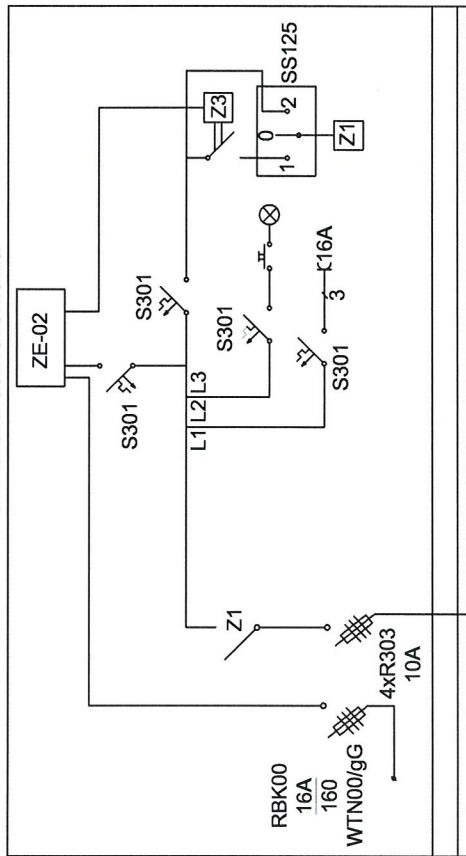 ZE-02
S301
S301
L1 L2 L3
S301
S301
Z3
1 0 2
SS125
Z1
3
16A
Z1
4xR303
10A
RBK00
16A
160
WTN00/gG